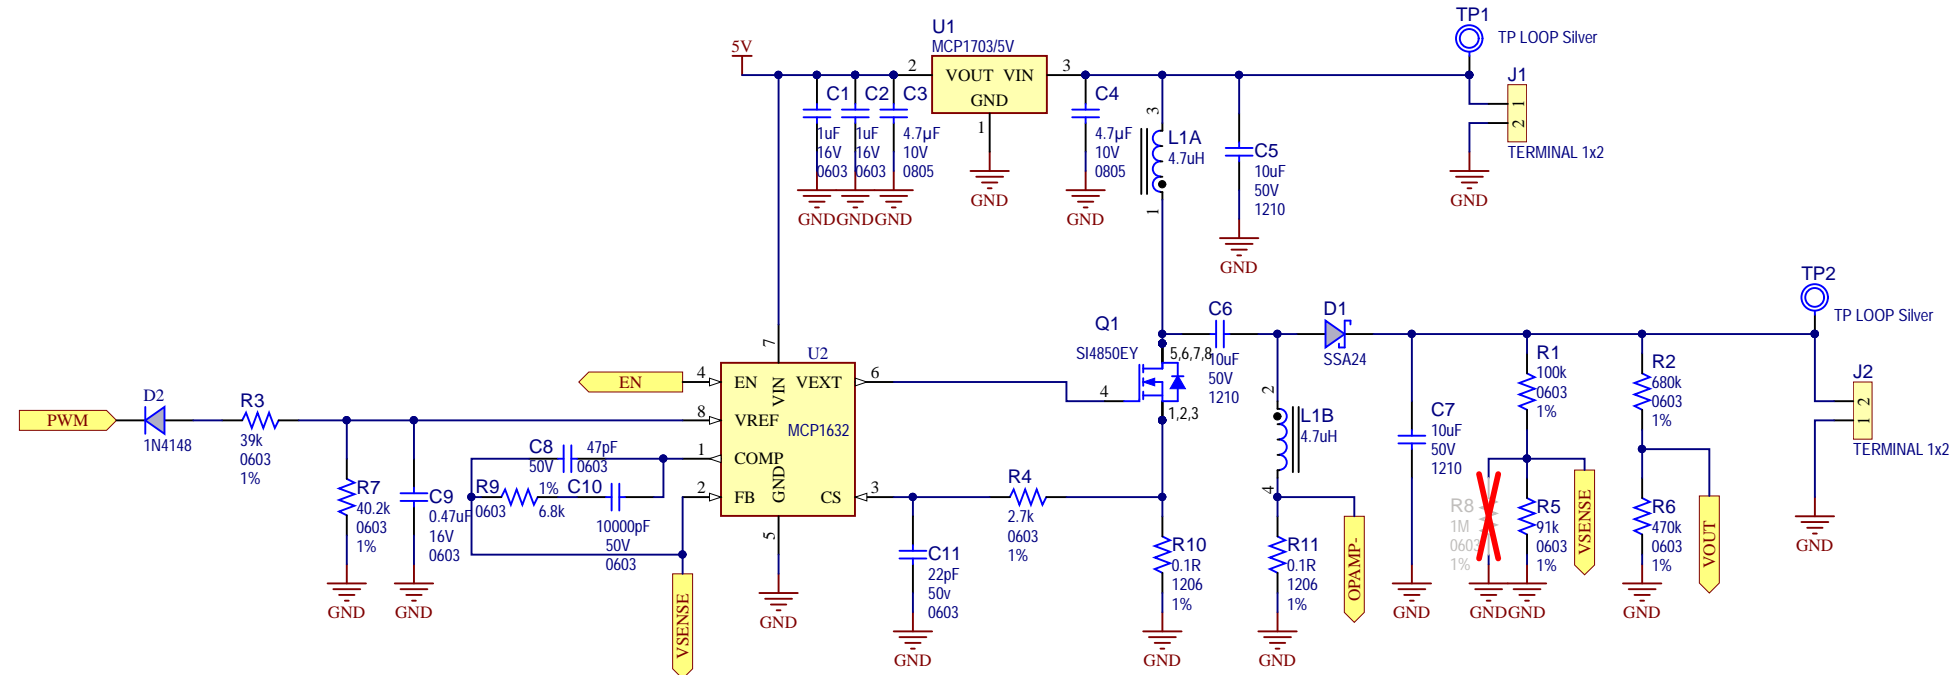 TP1
TP LOOP Silver
U1
MCP1703/5V
5V
2
VOUT VIN
3
GND
1
J1
1
2
TERMINAL 1x2
GND
C1
1uF
16V
0603
GND
C2
1uF
16V
0603
GND
C3
4.7µF
10V
0805
GND
GND
C4
4.7µF
10V
0805
GND
3
L1A
4.7uH
1
C5
10uF
50V
1210
GND
TP2
TP LOOP Silver
Q1
SI4850EY
5,6,7,8
4
1,2,3
C6
10uF
50V
1210
D1
SSA24
2
L1B
4.7uH
4
C7
10uF
50V
1210
GND
R1
100k
0603
1%
R2
680k
0603
1%
J2
2
1
TERMINAL 1x2
GND
7
U2
4
EN
VIN
VEXT
6
8
VREF
MCP1632
1
COMP
2
FB
GND
CS
3
5
GND
EN
PWM
D2
1N4148
R3
39k
0603
1%
R7
40.2k
0603
1%
GND
C9
0.47uF
16V
0603
GND
C8
47pF
50V
0603
R9
1%
0603
6.8k
C10
10000pF
50V
0603
VSENSE
R4
2.7k
0603
1%
C11
22pF
50v
0603
GND
R10
0.1R
1206
1%
GND
R11
0.1R
1206
1%
GND
OPAMP-
R8
1M
0603
1%
GND
R5
91k
0603
1%
GND
VSENSE
R6
470k
0603
1%
GND
VOUT